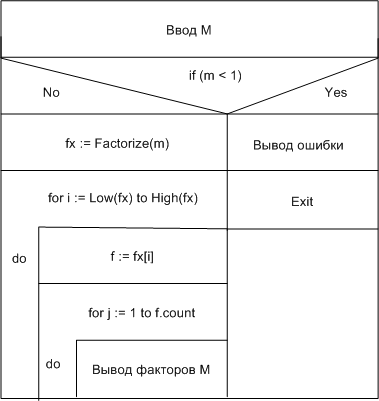 Ввод М
if (m < 1)
No
Yes
fx := Factorize(m)
Вывод ошибки
for i := Low(fx) to High(fx)
Exit
do
f := fx[i]
for j := 1 to f.count
do
Вывод факторов М